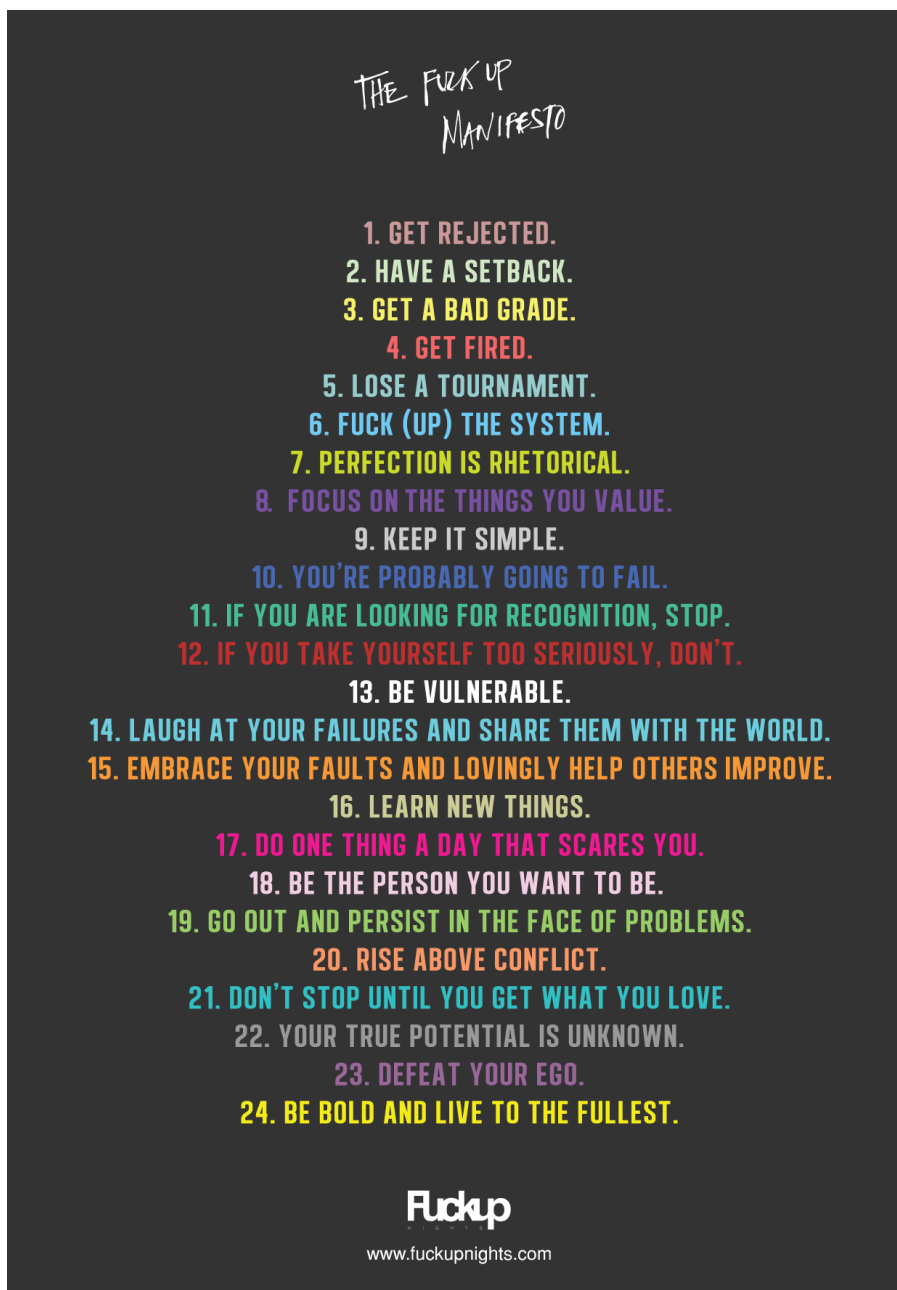 THE FUCK UP
MANIFESTO
1. GET REJECTED.
2. HAVE A SETBACK.
3. GET A BAD GRADE.
4. GET FIRED.
5. LOSE A TOURNAMENT.
6. FUCK (UP) THE SYSTEM.
7. PERFECTION IS RHETORICAL.
8. FOCUS ON THE THINGS YOU VALUE.
9. KEEP IT SIMPLE.
10. YOU'RE PROBABLY GOING TO FAIL.
11. IF YOU ARE LOOKING FOR RECOGNITION, STOP.
12. IF YOU TAKE YOURSELF TOO SERIOUSLY, DON'T.
13. BE VULNERABLE.
14. LAUGH AT YOUR FAILURES AND SHARE THEM WITH THE WORLD.
15. EMBRACE YOUR FAULTS AND LOVINGLY HELP OTHERS IMPROVE.
16. LEARN NEW THINGS.
17. DO ONE THING A DAY THAT SCARES YOU.
18. BE THE PERSON YOU WANT TO BE.
19. GO OUT AND PERSIST IN THE FACE OF PROBLEMS.
20. RISE ABOVE CONFLICT.
21. DON'T STOP UNTIL YOU GET WHAT YOU LOVE.
22. YOUR TRUE POTENTIAL IS UNKNOWN.
23. DEFEAT YOUR EGO.
24. BE BOLD AND LIVE TO THE FULLEST.
Fuckup
NIGHTS
www.fuckupnights.com